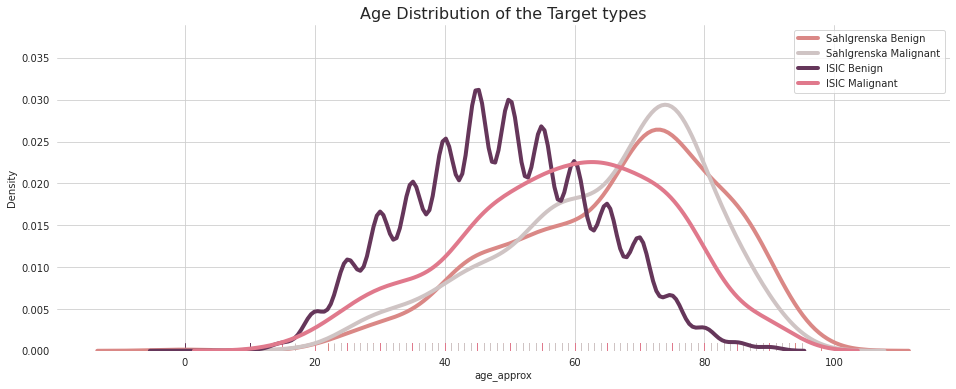 Age Distribution of the Target types
Sahlgrenska Benign
Sahlgrenska Malignant
ISIC Benign
ISIC Malignant
0.035
0.030
0.025
0.020
0.015
0.010
0.005
0.000
Density
0 20 40 60 80 100
age_approx